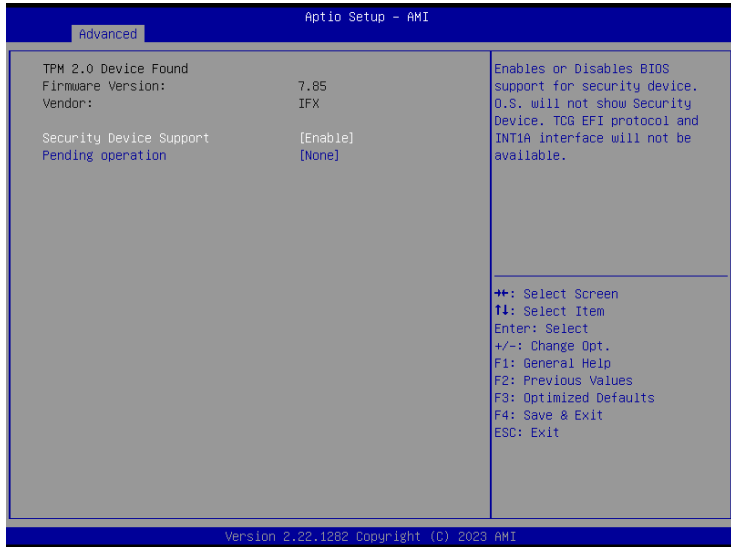 Aptio Setup - AMI
Advanced
TPM 2.0 Device Found
Firmware Version: 7.85
Vendor: IFX
Security Device Support [Enable]
Pending operation [None]
Enables or Disables BIOS
support for security device.
O.S. will not show Security
Device. TCG EFI protocol and
INT1A interface will not be
available.
→←: Select Screen
↑↓: Select Item
Enter: Select
+/-: Change Opt.
F1: General Help
F2: Previous Values
F3: Optimized Defaults
F4: Save & Exit
ESC: Exit
Version 2.22.1282 Copyright (C) 2023 AMI